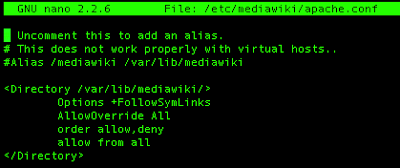 GNU nano 2.2.6 File: /etc/mediawiki/apache.conf
Uncomment this to add an alias.
# This does not work properly with virtual hosts..
#Alias /mediawiki /var/lib/mediawiki
<Directory /var/lib/mediawiki/>
Options +FollowSymLinks
AllowOverride All
order allow,deny
allow from all
</Directory>